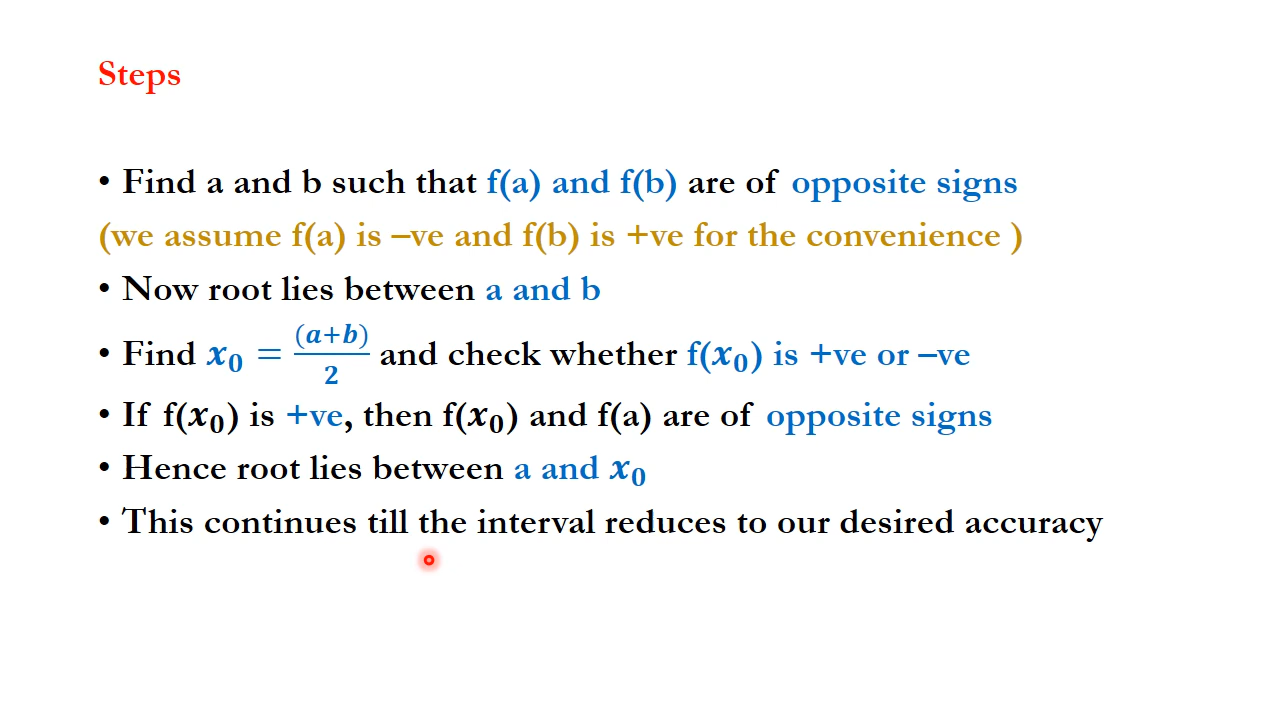 Steps
• Find a and b such that f(a) and f(b) are of opposite signs
(we assume f(a) is –ve and f(b) is +ve for the convenience )
• Now root lies between a and b
• Find x₀ = (a+b)/2 and check whether f(x₀) is +ve or –ve
• If f(x₀) is +ve, then f(x₀) and f(a) are of opposite signs
• Hence root lies between a and x₀
• This continues till the interval reduces to our desired accuracy